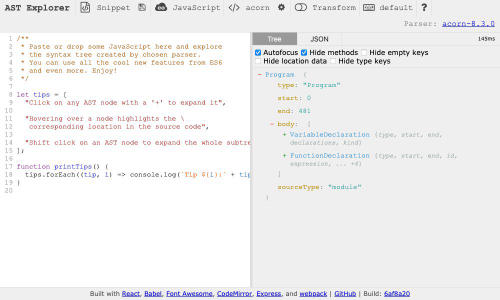 AST Explorer Snippet JavaScript </> acorn Transform default ?
Parser: acorn-8.3.0
Tree JSON 145ms
Autofocus Hide methods Hide empty keys
Hide location data Hide type keys
1 /**
2 * Paste or drop some JavaScript here and explore
3 * the syntax tree created by chosen parser.
4 * You can use all the cool new features from ES6
5 * and even more. Enjoy!
6 */
7
8 let tips = [
9 "Click on any AST node with a '+' to expand it",
10
11 "Hovering over a node highlights the \
12 corresponding location in the source code",
13
14 "Shift click on an AST node to expand the whole subtre
15 ];
16
17 function printTips() {
18 tips.forEach((tip, i) => console.log(`Tip ${i}:` + tip
19 }
20
- Program {
type: "Program"
start: 0
end: 481
- body: [
+ VariableDeclaration {type, start, end,
declarations, kind}
+ FunctionDeclaration {type, start, end, id,
expression, ... +4}
]
sourceType: "module"
}
Built with React, Babel, Font Awesome, CodeMirror, Express, and webpack | GitHub | Build: 6af8a20